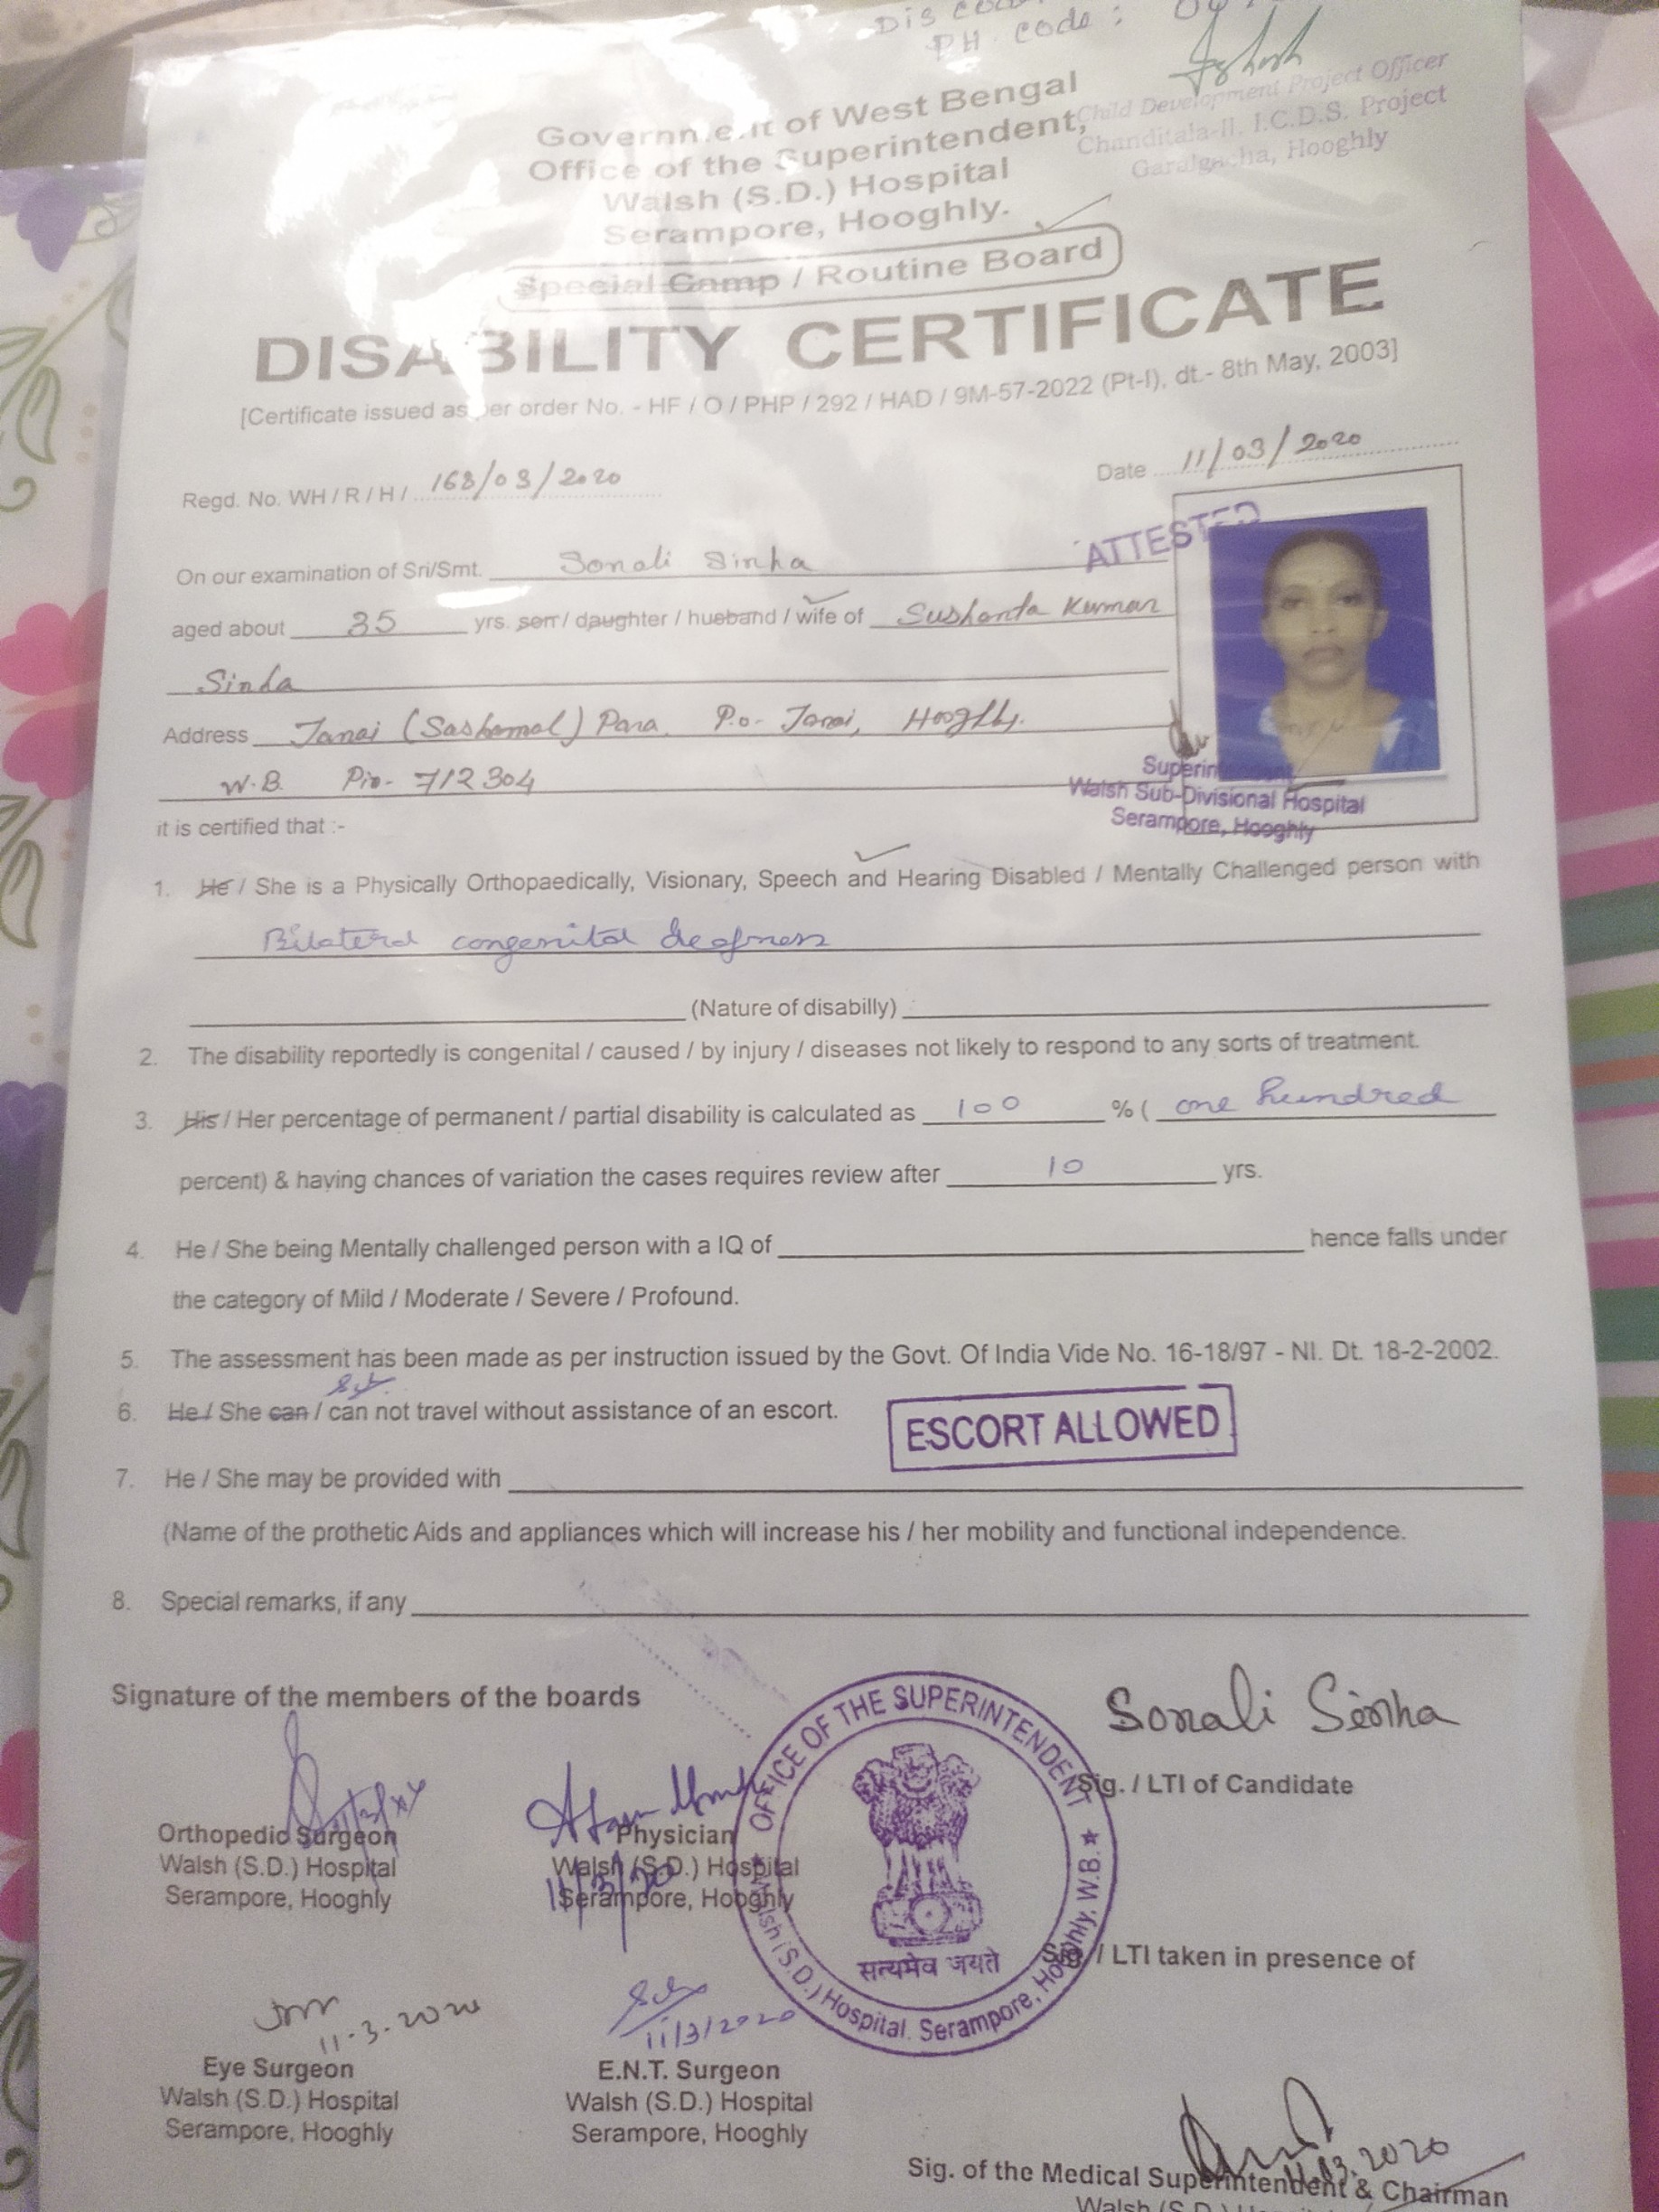 PH. Code :
Government of West Bengal
Office of the Superintendent,
Walsh (S.D.) Hospital
Serampore, Hooghly.
Child Development Project Officer
Chanditala-II, I.C.D.S. Project
Garalgacha, Hooghly
Special Camp / Routine Board
DISABILITY CERTIFICATE
[Certificate issued as per order No. - HF / O / PHP / 292 / HAD / 9M-57-2022 (Pt-I), dt.- 8th May, 2003]
Regd. No. WH / R / H / 168/03/2020
Date 11/03/2020
ATTESTED
On our examination of Sri/Smt. Sonali Sinha
aged about 35 yrs. son / daughter / husband / wife of Sushanta Kumar
Sinha
Address Janai (Sashamal) Para, P.o- Janai, Hooghly.
W.B. Pin- 712304
Superintendent
Walsh Sub-Divisional Hospital
Serampore, Hooghly
it is certified that :-
1. He / She is a Physically Orthopaedically, Visionary, Speech and Hearing Disabled / Mentally Challenged person with
Bilateral congenital deafness
(Nature of disabilly)
2. The disability reportedly is congenital / caused / by injury / diseases not likely to respond to any sorts of treatment.
3. His / Her percentage of permanent / partial disability is calculated as 100 % ( one hundred
percent) & having chances of variation the cases requires review after 10 yrs.
4. He / She being Mentally challenged person with a IQ of hence falls under
the category of Mild / Moderate / Severe / Profound.
5. The assessment has been made as per instruction issued by the Govt. Of India Vide No. 16-18/97 - NI. Dt. 18-2-2002.
6. He / She can / can not travel without assistance of an escort.
ESCORT ALLOWED
7. He / She may be provided with
(Name of the prothetic Aids and appliances which will increase his / her mobility and functional independence.
8. Special remarks, if any
Signature of the members of the boards
Sonali Sinha
Sig. / LTI of Candidate
Orthopedic Surgeon
Walsh (S.D.) Hospital
Serampore, Hooghly
Physician
Walsh (S.D.) Hospital
Serampore, Hooghly
11/3/20
OFFICE OF THE SUPERINTENDENT
★ Walsh (S.D.) Hospital. Serampore, Hooghly, W.B. ★
सत्यमेव जयते
Sig. / LTI taken in presence of
11.3.2020
Eye Surgeon
Walsh (S.D.) Hospital
Serampore, Hooghly
11/3/2020
E.N.T. Surgeon
Walsh (S.D.) Hospital
Serampore, Hooghly
11.03.2020
Sig. of the Medical Superintendent & Chairman